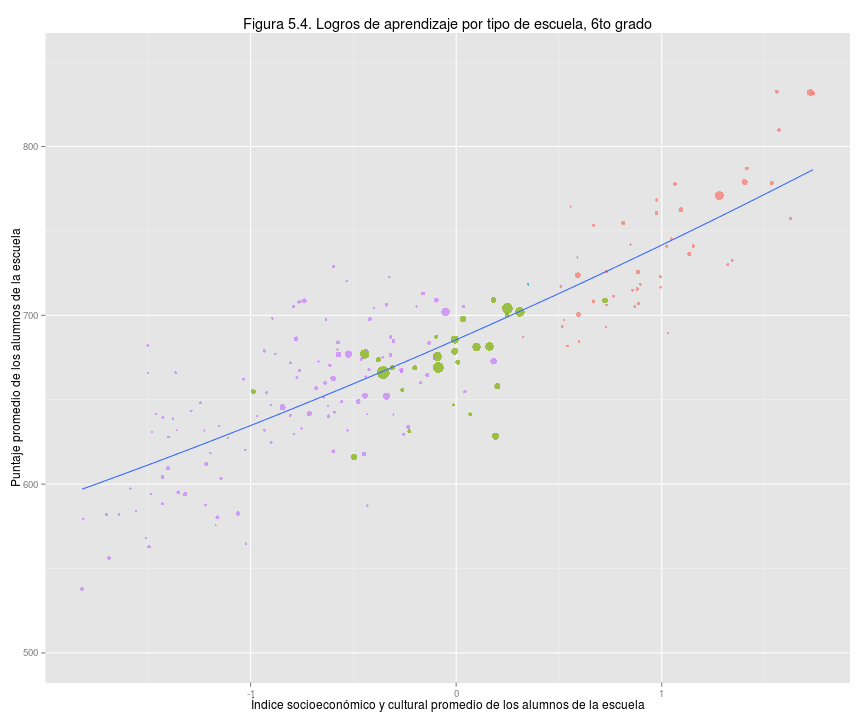 Figura 5.4. Logros de aprendizaje por tipo de escuela, 6to grado
Puntaje promedio de los alumnos de la escuela
800
700
600
500
-1
0
1
Índice socioeconómico y cultural promedio de los alumnos de la escuela